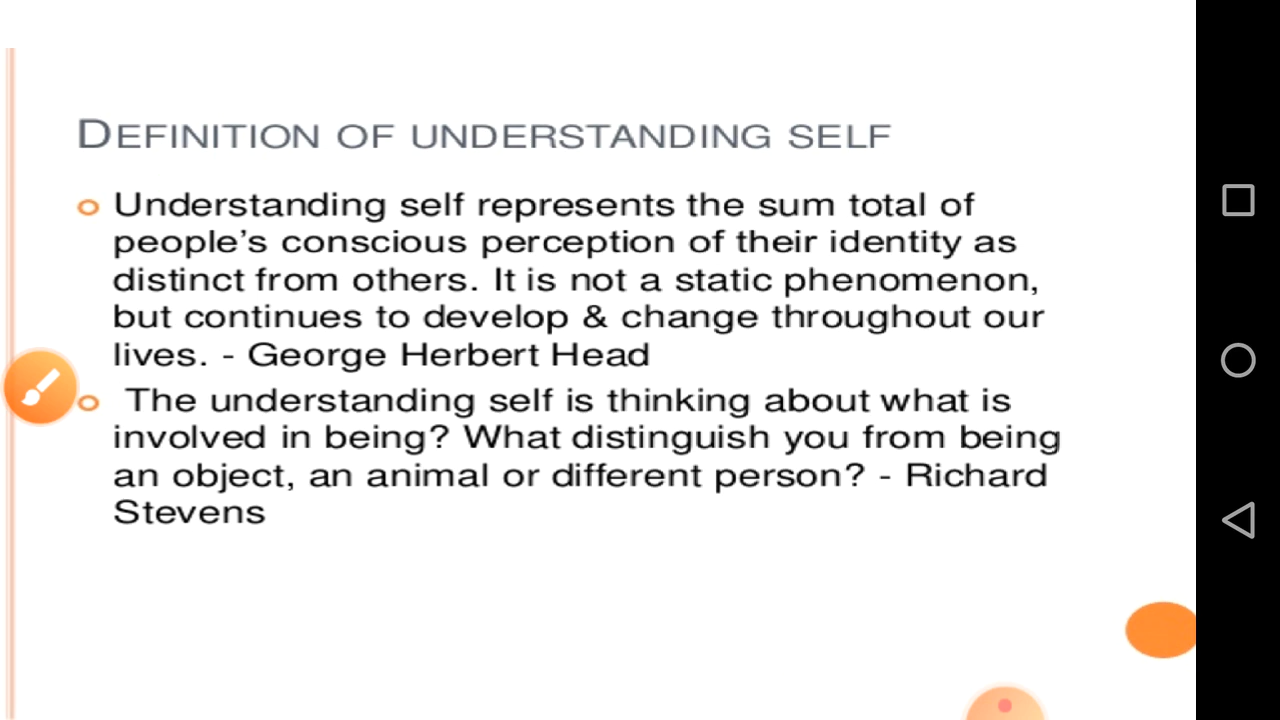 DEFINITION OF UNDERSTANDING SELF
Understanding self represents the sum total of
people's conscious perception of their identity as
distinct from others. It is not a static phenomenon,
but continues to develop & change throughout our
lives. - George Herbert Head
The understanding self is thinking about what is
involved in being? What distinguish you from being
an object, an animal or different person? - Richard
Stevens